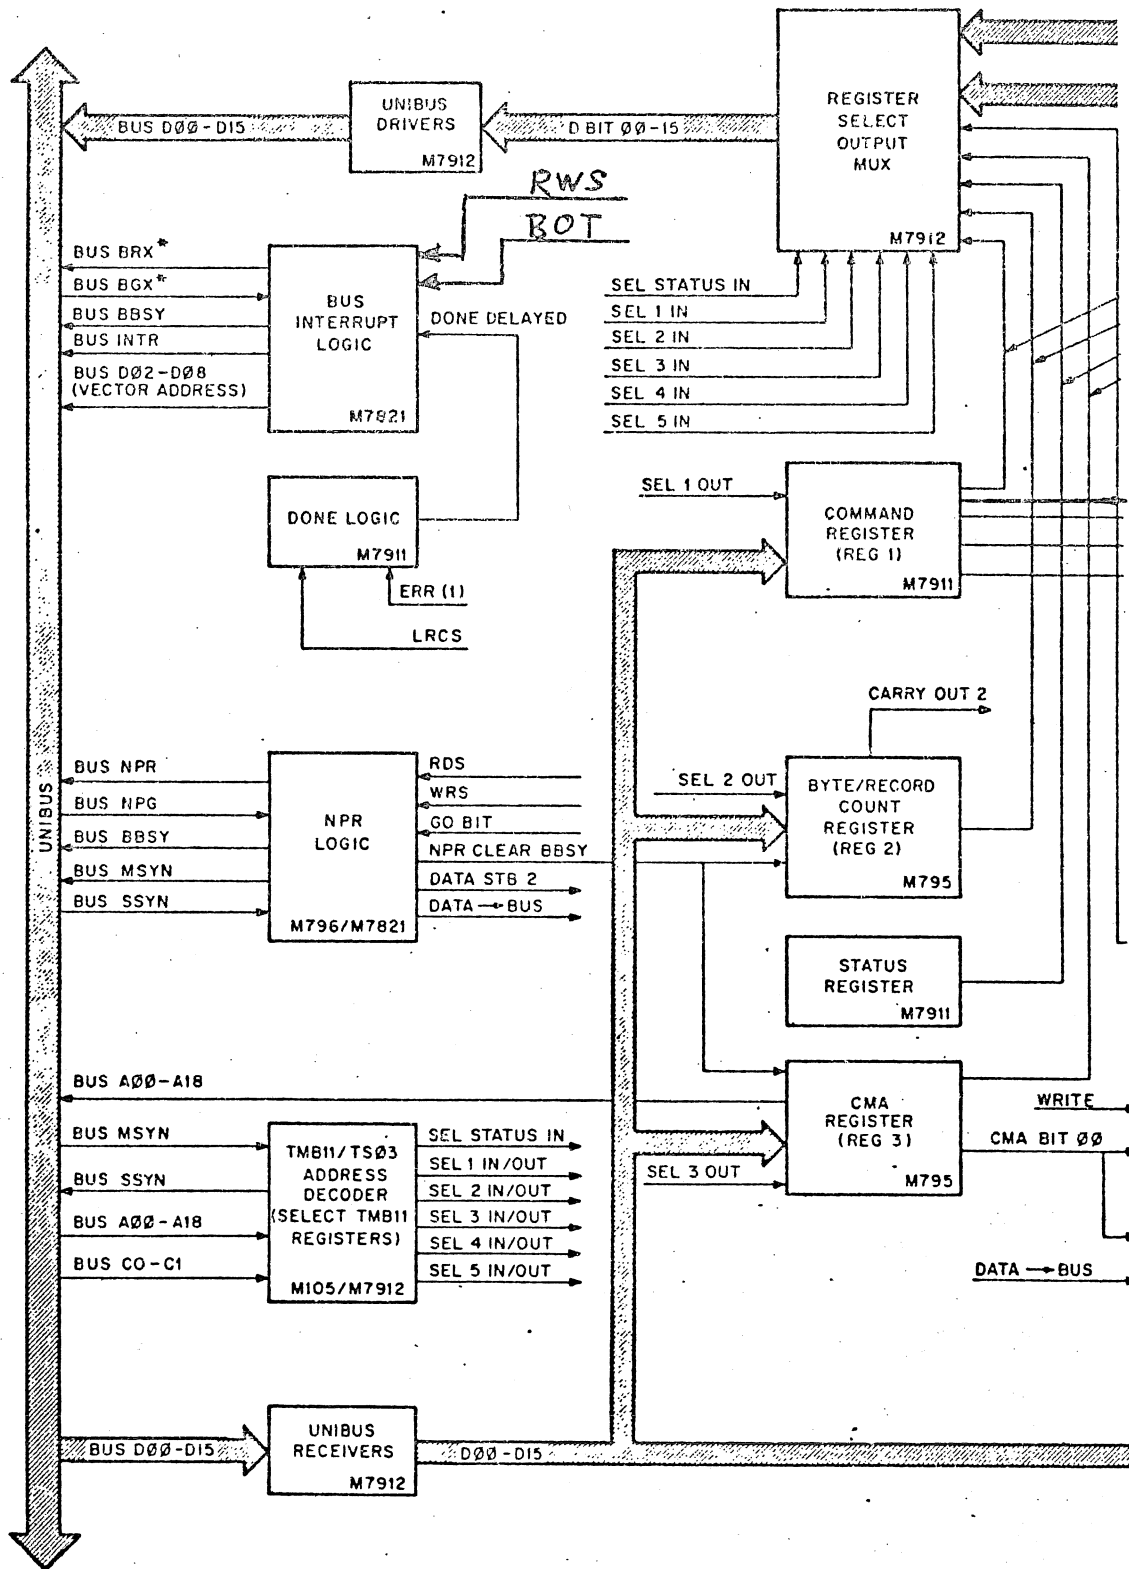 UNIBUS
DRIVERS
M7912
BUS DØØ-D15
D BIT ØØ-15
REGISTER
SELECT
OUTPUT
MUX
M7912
RWS
BOT
BUS BRX*
BUS BGX*
BUS BBSY
BUS INTR
BUS DØ2-DØ8
(VECTOR ADDRESS)
BUS
INTERRUPT
LOGIC
M7821
DONE DELAYED
SEL STATUS IN
SEL 1 IN
SEL 2 IN
SEL 3 IN
SEL 4 IN
SEL 5 IN
DONE LOGIC
M7911
ERR (1)
LRCS
SEL 1 OUT
COMMAND
REGISTER
(REG 1)
M7911
CARRY OUT 2
UNIBUS
BUS NPR
BUS NPG
BUS BBSY
BUS MSYN
BUS SSYN
NPR
LOGIC
M796/M7821
RDS
WRS
GO BIT
NPR CLEAR BBSY
DATA STB 2
DATA → BUS
SEL 2 OUT
BYTE/RECORD
COUNT
REGISTER
(REG 2)
M795
STATUS
REGISTER
M7911
BUS AØØ-A18
CMA
REGISTER
(REG 3)
M795
SEL 3 OUT
WRITE
CMA BIT ØØ
DATA → BUS
BUS MSYN
BUS SSYN
BUS AØØ-A18
BUS CO-C1
TMB11/TSØ3
ADDRESS
DECODER
(SELECT TMB11
REGISTERS)
M105/M7912
SEL STATUS IN
SEL 1 IN/OUT
SEL 2 IN/OUT
SEL 3 IN/OUT
SEL 4 IN/OUT
SEL 5 IN/OUT
BUS DØØ-D15
UNIBUS
RECEIVERS
M7912
DØØ-D15